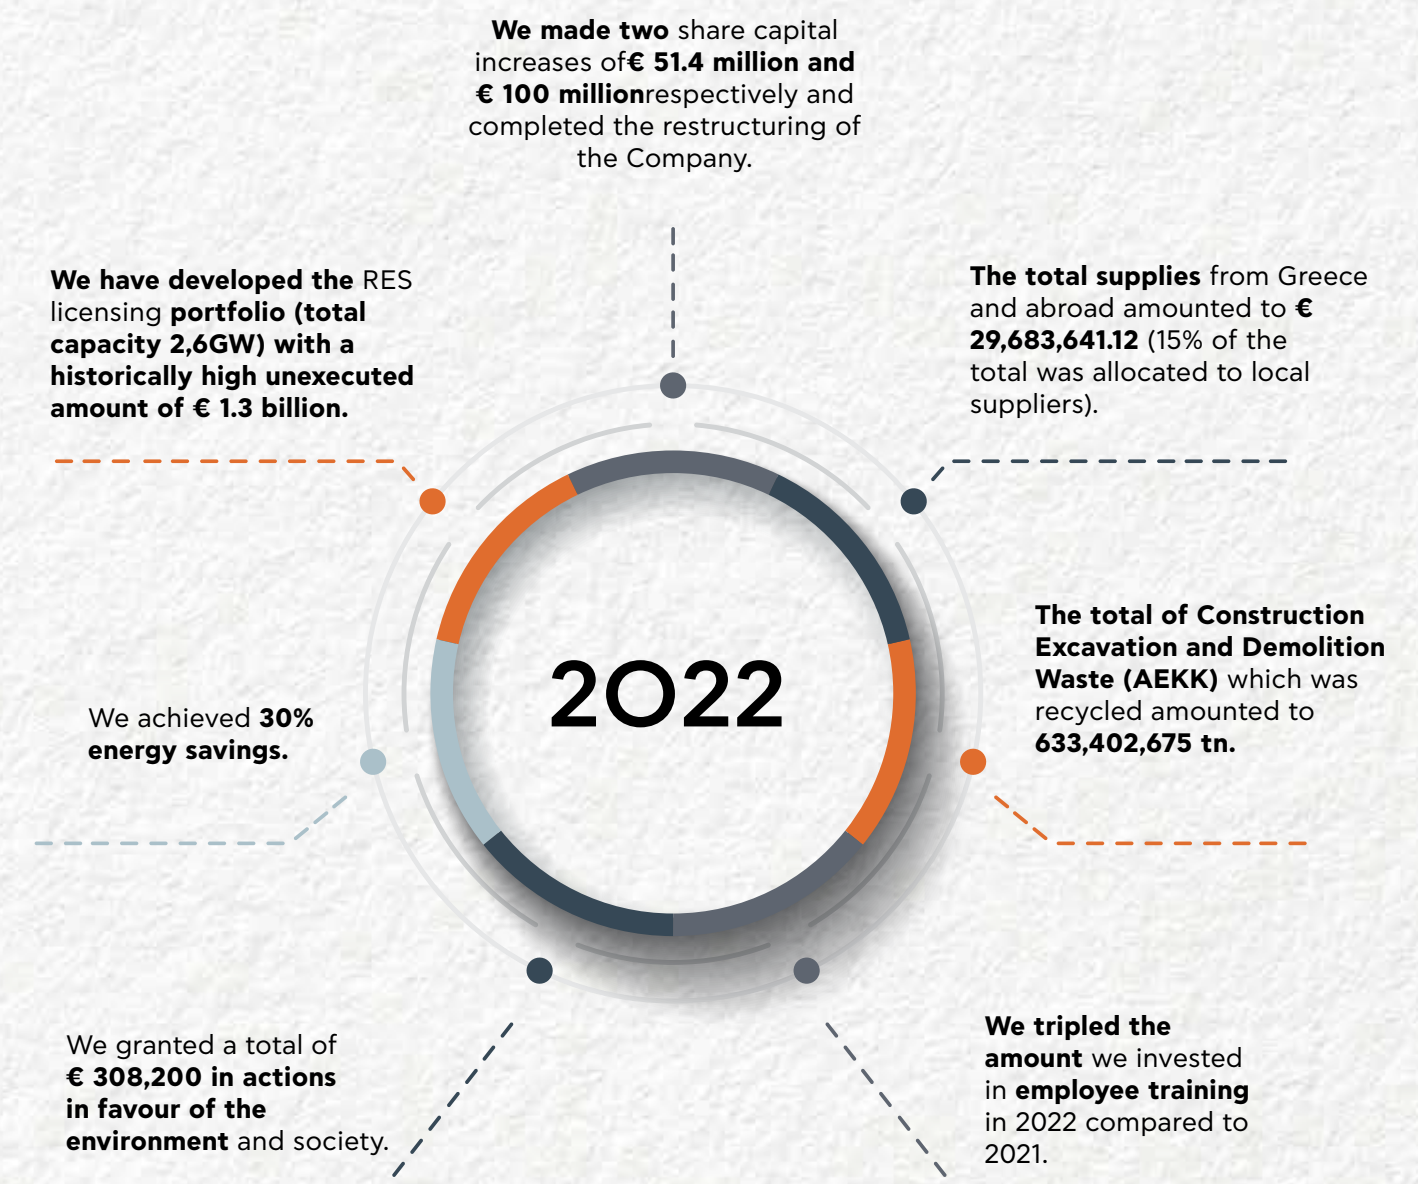 We made two share capital
increases of€ 51.4 million and
€ 100 millionrespectively and
completed the restructuring of
the Company.
We have developed the RES
licensing portfolio (total
capacity 2,6GW) with a
historically high unexecuted
amount of € 1.3 billion.
The total supplies from Greece
and abroad amounted to €
29,683,641.12 (15% of the
total was allocated to local
suppliers).
2022
The total of Construction
Excavation and Demolition
Waste (AEKK) which was
recycled amounted to
633,402,675 tn.
We achieved 30%
energy savings.
We granted a total of
€ 308,200 in actions
in favour of the
environment and society.
We tripled the
amount we invested
in employee training
in 2022 compared to
2021.